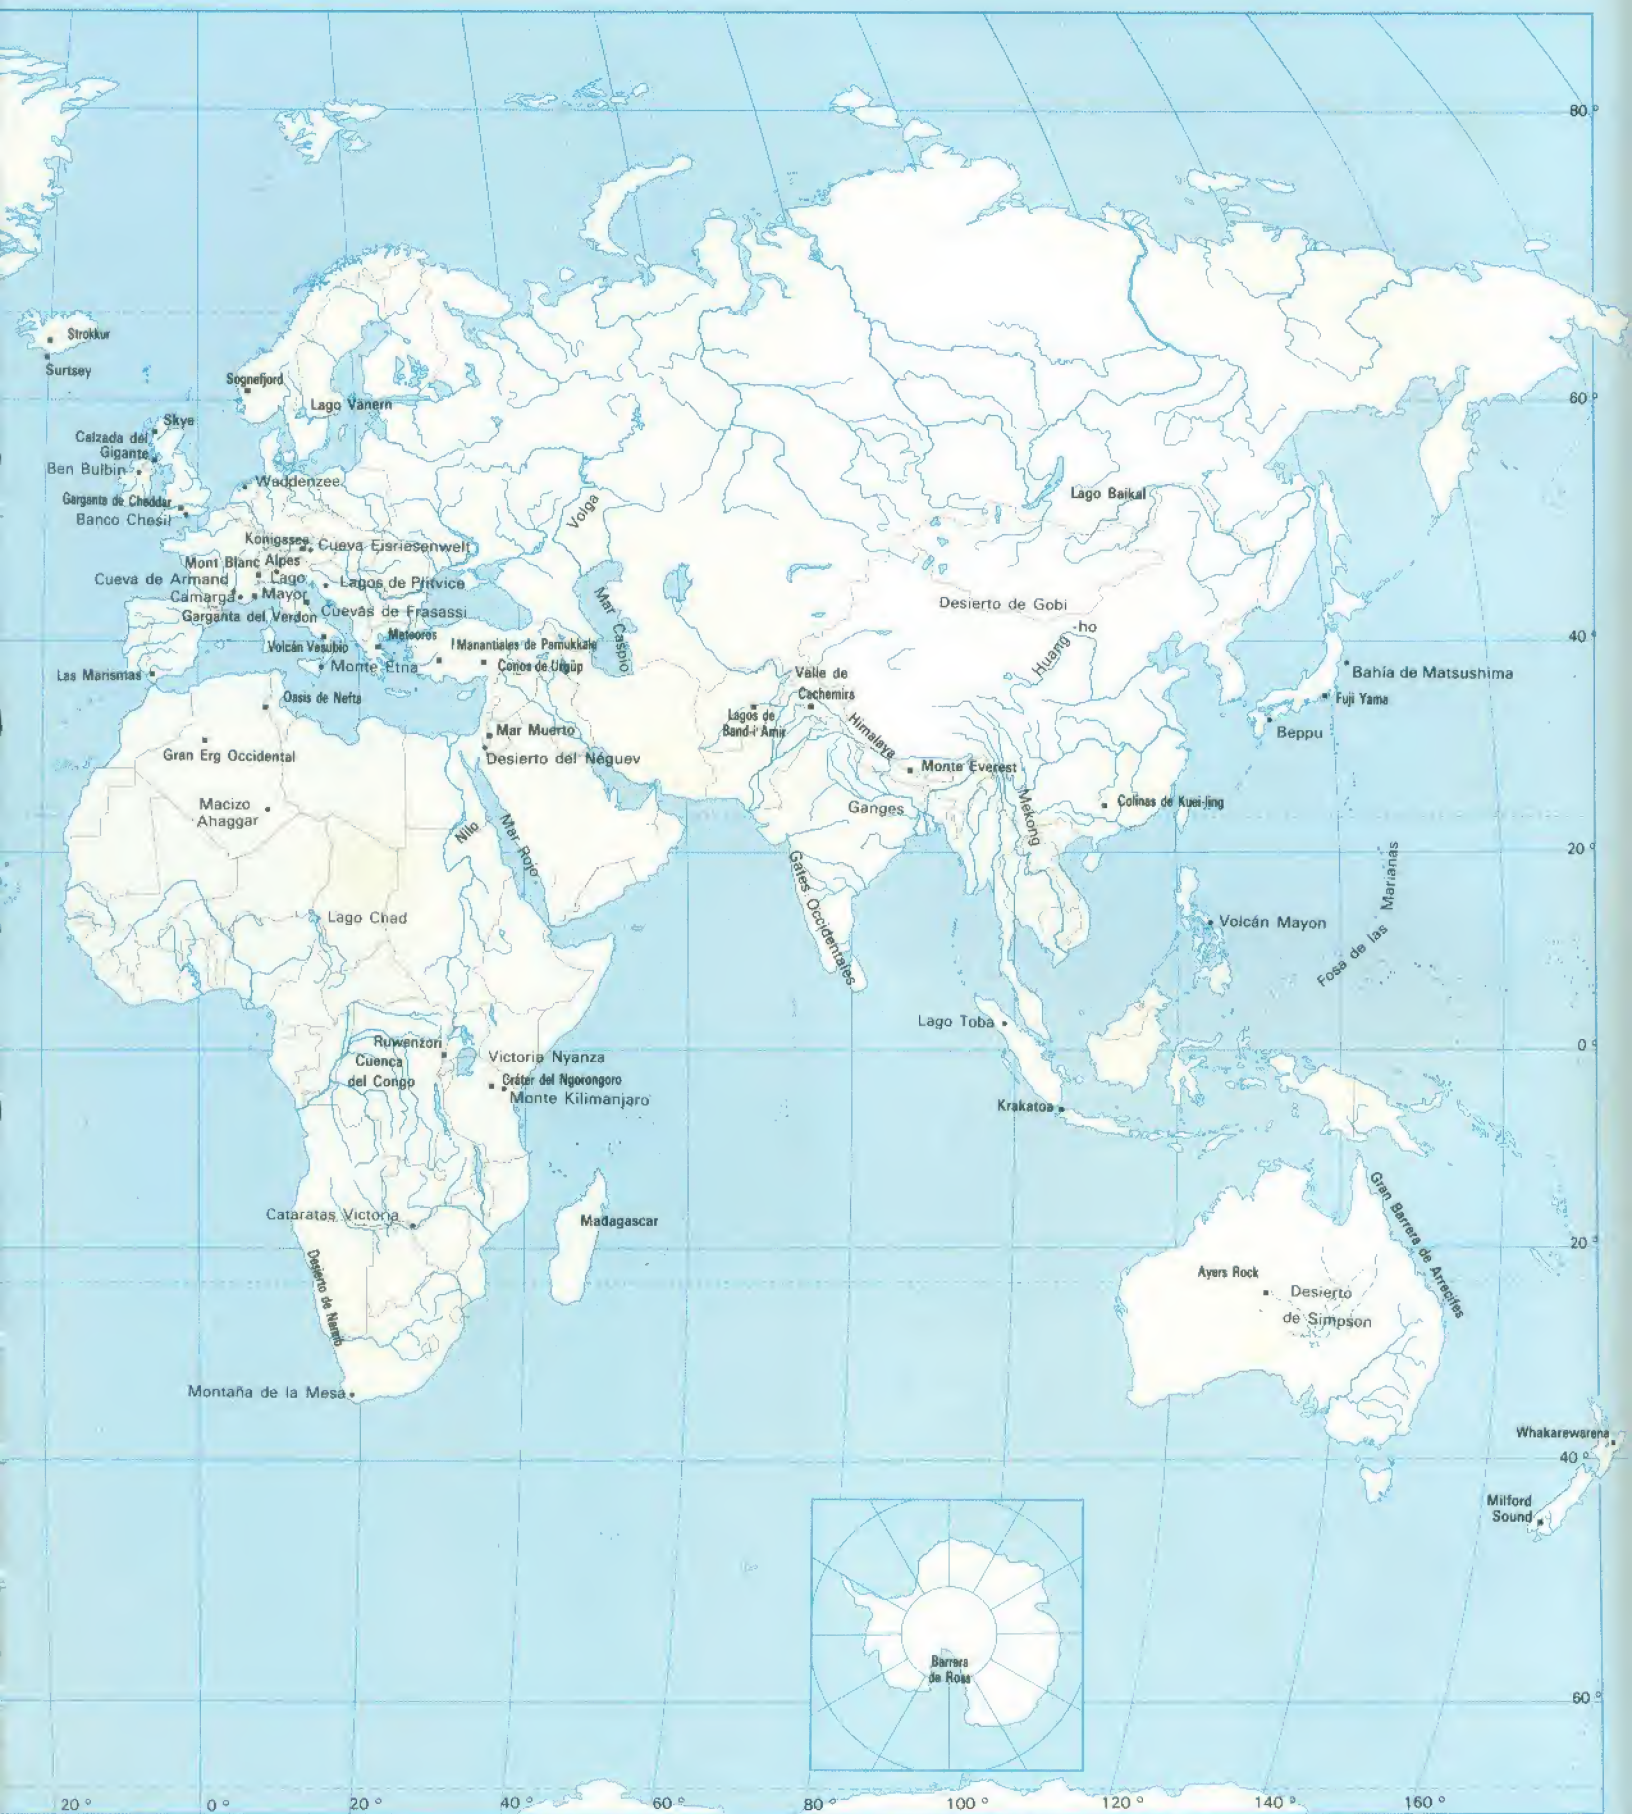 80 °
Strokkur
Surtsey
Sognefjord
Lago Vänern
60 °
Skye
Calzada del
Gigante
Ben Bulbin
Waddenzee
Garganta de Cheddar
Banco Chesil
Volga
Lago Baikal
Königssee
Cueva Eisriesenwelt
Mont Blanc
Alpes
Cueva de Armand
Lago
Mayor
Lagos de Plitvice
Camarga
Garganta del Verdon
Cuevas de Frasassi
Mar Caspio
Desierto de Gobi
Huang -ho
40 °
Volcán Vesubio
Meteoros
Manantiales de Pamukkale
Monte Etna
Conos de Urgüp
Las Marismas
Oasis de Nefta
Valle de
Cachemira
Bahía de Matsushima
Fuji Yama
Beppu
Lagos de
Band-i-Amir
Himalaya
Mar Muerto
Gran Erg Occidental
Desierto del Néguev
Monte Everest
Macizo
Ahaggar
Nilo
Mar Rojo
Ganges
Mekong
Colinas de Kuei-ling
20 °
Gates Occidentales
Fosa de las Marianas
Lago Chad
Volcán Mayon
Lago Toba
Ruwenzori
Cuenca
del Congo
Victoria Nyanza
Cráter del Ngorongoro
Monte Kilimanjaro
0 °
Krakatoa
Cataratas Victoria
Madagascar
Gran Barrera de Arrecifes
20 °
Desierto de Namib
Ayers Rock
Desierto
de Simpson
Montaña de la Mesa
Whakarewarena
40 °
Milford
Sound
Barrera
de Ross
60 °
20 °
0 °
20 °
40 °
60 °
80 °
100 °
120 °
140 °
160 °